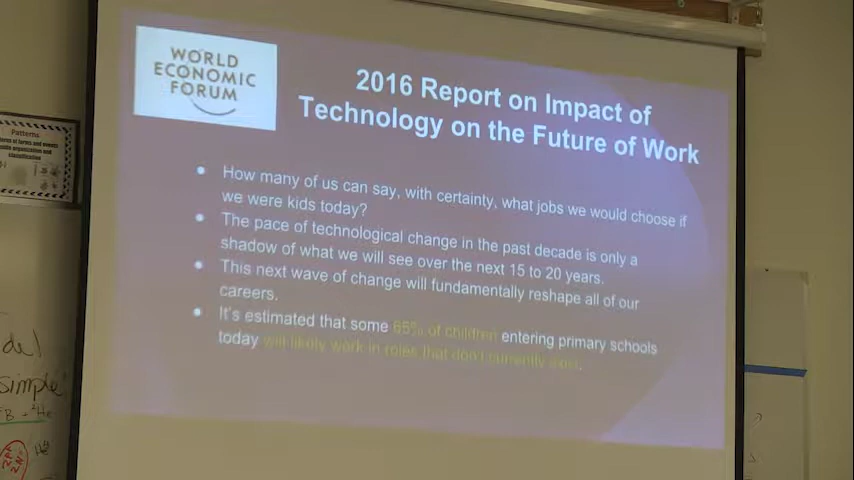 WORLD
ECONOMIC
FORUM
2016 Report on Impact of
Technology on the Future of Work
• How many of us can say, with certainty, what jobs we would choose if
we were kids today?
• The pace of technological change in the past decade is only a
shadow of what we will see over the next 15 to 20 years.
• This next wave of change will fundamentally reshape all of our
careers.
• It's estimated that some 65% of children entering primary schools
today will likely work in roles that don't currently exist.
Patterns
classification
simple